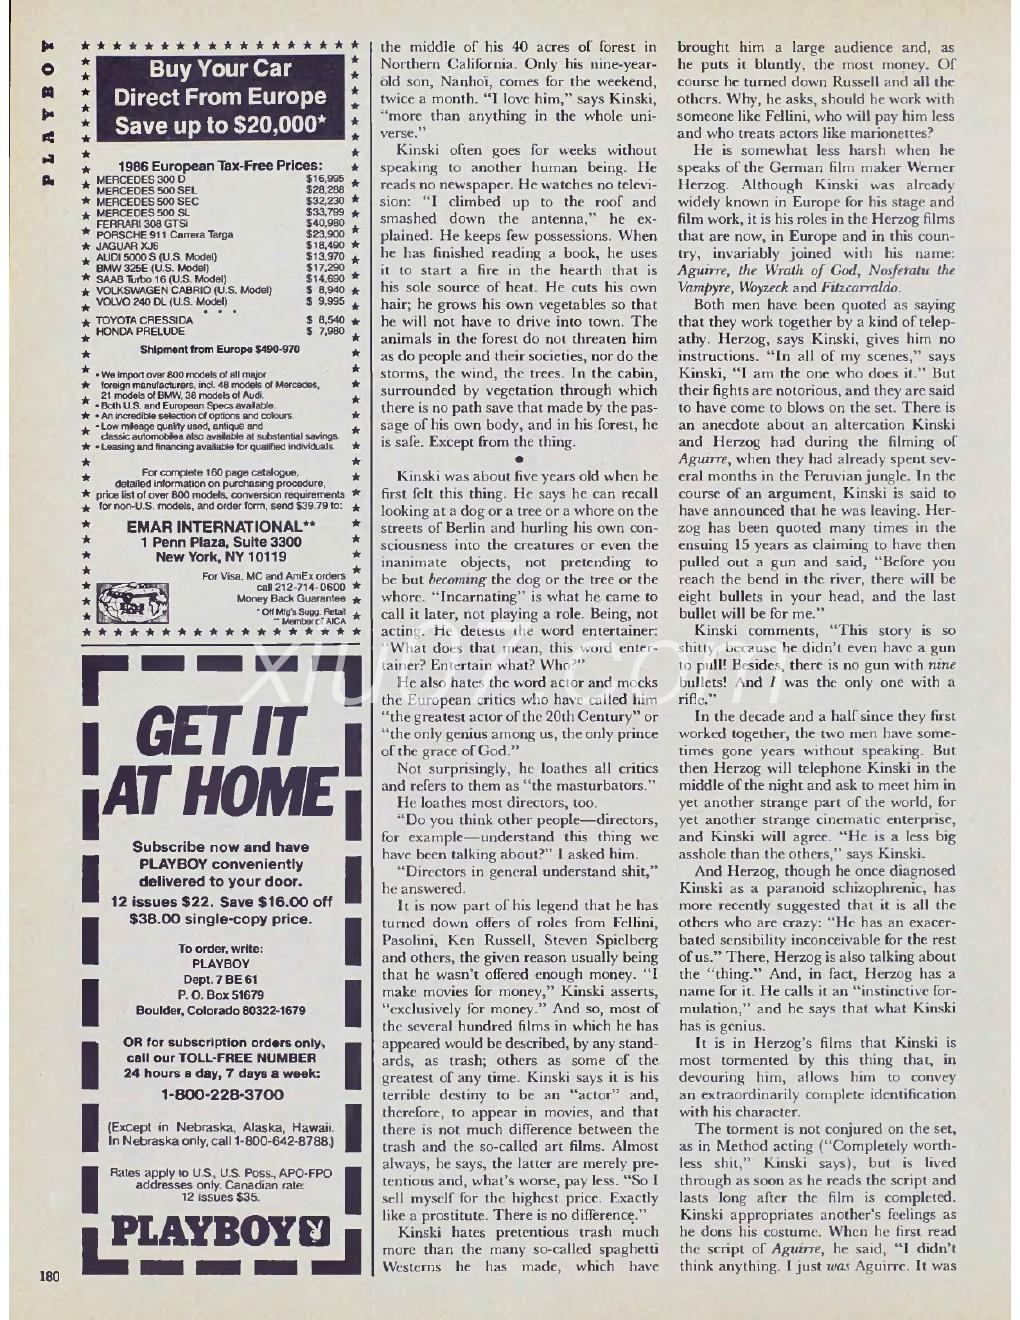 PLAYBOY
Buy Your Car
Direct From Europe
Save up to $20,000*
1986 European Tax-Free Prices:
MERCEDES 300 D $16,995
MERCEDES 500 SEL $28,288
MERCEDES 500 SEC $32,230
MERCEDES 500 SL $33,799
FERRARI 308 GTSi $40,980
PORSCHE 911 Carrera Targa $23,900
JAGUAR XJ6 $18,490
AUDI 5000 S (U.S. Model) $13,970
BMW 325E (U.S. Model) $17,290
SAAB Turbo 16 (U.S. Model) $14,690
VOLKSWAGEN CABRIO (U.S. Model) $ 8,940
VOLVO 240 DL (U.S. Model) $ 9,995
• • •
TOYOTA CRESSIDA $ 8,540
HONDA PRELUDE $ 7,980
Shipment from Europe $490-970
• We import over 800 models of all major
foreign manufacturers, incl. 48 models of Mercedes,
21 models of BMW, 38 models of Audi.
• Both U.S. and European Specs available.
• An incredible selection of options and colours.
• Low mileage quality used, antique and
classic automobiles also available at substantial savings.
• Leasing and financing available for qualified individuals.
For complete 160 page catalogue,
detailed information on purchasing procedure,
price list of over 800 models, conversion requirements
for non-U.S. models, and order form, send $39.79 to:
EMAR INTERNATIONAL**
1 Penn Plaza, Suite 3300
New York, NY 10119
For Visa, MC and AmEx orders
call 212-714-0600
Money Back Guarantee
* Off Mfg's Sugg. Retail
** Member of AICA
GET IT
AT HOME
Subscribe now and have
PLAYBOY conveniently
delivered to your door.
12 issues $22. Save $16.00 off
$38.00 single-copy price.
To order, write:
PLAYBOY
Dept. 7 BE 61
P. O. Box 51679
Boulder, Colorado 80322-1679
OR for subscription orders only,
call our TOLL-FREE NUMBER
24 hours a day, 7 days a week:
1-800-228-3700
(Except in Nebraska, Alaska, Hawaii.
In Nebraska only, call 1-800-642-8788.)
Rates apply to U.S., U.S. Poss., APO-FPO
addresses only. Canadian rate:
12 issues $35.
PLAYBOY
180
the middle of his 40 acres of forest in
Northern California. Only his nine-year-
old son, Nanhoï, comes for the weekend,
twice a month. "I love him," says Kinski,
"more than anything in the whole uni-
verse."
Kinski often goes for weeks without
speaking to another human being. He
reads no newspaper. He watches no televi-
sion: "I climbed up to the roof and
smashed down the antenna," he ex-
plained. He keeps few possessions. When
he has finished reading a book, he uses
it to start a fire in the hearth that is
his sole source of heat. He cuts his own
hair; he grows his own vegetables so that
he will not have to drive into town. The
animals in the forest do not threaten him
as do people and their societies, nor do the
storms, the wind, the trees. In the cabin,
surrounded by vegetation through which
there is no path save that made by the pas-
sage of his own body, and in his forest, he
is safe. Except from the thing.
•
Kinski was about five years old when he
first felt this thing. He says he can recall
looking at a dog or a tree or a whore on the
streets of Berlin and hurling his own con-
sciousness into the creatures or even the
inanimate objects, not pretending to
be but becoming the dog or the tree or the
whore. "Incarnating" is what he came to
call it later, not playing a role. Being, not
acting. He detests the word entertainer:
"What does that mean, this word enter-
tainer? Entertain what? Who?"
He also hates the word actor and mocks
the European critics who have called him
"the greatest actor of the 20th Century" or
"the only genius among us, the only prince
of the grace of God."
Not surprisingly, he loathes all critics
and refers to them as "the masturbators."
He loathes most directors, too.
"Do you think other people—directors,
for example—understand this thing we
have been talking about?" I asked him.
"Directors in general understand shit,"
he answered.
It is now part of his legend that he has
turned down offers of roles from Fellini,
Pasolini, Ken Russell, Steven Spielberg
and others, the given reason usually being
that he wasn't offered enough money. "I
make movies for money," Kinski asserts,
"exclusively for money." And so, most of
the several hundred films in which he has
appeared would be described, by any stand-
ards, as trash; others as some of the
greatest of any time. Kinski says it is his
terrible destiny to be an "actor" and,
therefore, to appear in movies, and that
there is not much difference between the
trash and the so-called art films. Almost
always, he says, the latter are merely pre-
tentious and, what's worse, pay less. "So I
sell myself for the highest price. Exactly
like a prostitute. There is no difference."
Kinski hates pretentious trash much
more than the many so-called spaghetti
Westerns he has made, which have
brought him a large audience and, as
he puts it bluntly, the most money. Of
course he turned down Russell and all the
others. Why, he asks, should he work with
someone like Fellini, who will pay him less
and who treats actors like marionettes?
He is somewhat less harsh when he
speaks of the German film maker Werner
Herzog. Although Kinski was already
widely known in Europe for his stage and
film work, it is his roles in the Herzog films
that are now, in Europe and in this coun-
try, invariably joined with his name:
Aguirre, the Wrath of God, Nosferatu the
Vampyre, Woyzeck and Fitzcarraldo.
Both men have been quoted as saying
that they work together by a kind of telep-
athy. Herzog, says Kinski, gives him no
instructions. "In all of my scenes," says
Kinski, "I am the one who does it." But
their fights are notorious, and they are said
to have come to blows on the set. There is
an anecdote about an altercation Kinski
and Herzog had during the filming of
Aguirre, when they had already spent sev-
eral months in the Peruvian jungle. In the
course of an argument, Kinski is said to
have announced that he was leaving. Her-
zog has been quoted many times in the
ensuing 15 years as claiming to have then
pulled out a gun and said, "Before you
reach the bend in the river, there will be
eight bullets in your head, and the last
bullet will be for me."
Kinski comments, "This story is so
shitty, because he didn't even have a gun
to pull! Besides, there is no gun with nine
bullets! And I was the only one with a
rifle."
In the decade and a half since they first
worked together, the two men have some-
times gone years without speaking. But
then Herzog will telephone Kinski in the
middle of the night and ask to meet him in
yet another strange part of the world, for
yet another strange cinematic enterprise,
and Kinski will agree. "He is a less big
asshole than the others," says Kinski.
And Herzog, though he once diagnosed
Kinski as a paranoid schizophrenic, has
more recently suggested that it is all the
others who are crazy: "He has an exacer-
bated sensibility inconceivable for the rest
of us." There, Herzog is also talking about
the "thing." And, in fact, Herzog has a
name for it. He calls it an "instinctive for-
mulation," and he says that what Kinski
has is genius.
It is in Herzog's films that Kinski is
most tormented by this thing that, in
devouring him, allows him to convey
an extraordinarily complete identification
with his character.
The torment is not conjured on the set,
as in Method acting ("Completely worth-
less shit," Kinski says), but is lived
through as soon as he reads the script and
lasts long after the film is completed.
Kinski appropriates another's feelings as
he dons his costume. When he first read
the script of Aguirre, he said, "I didn't
think anything. I just was Aguirre. It was